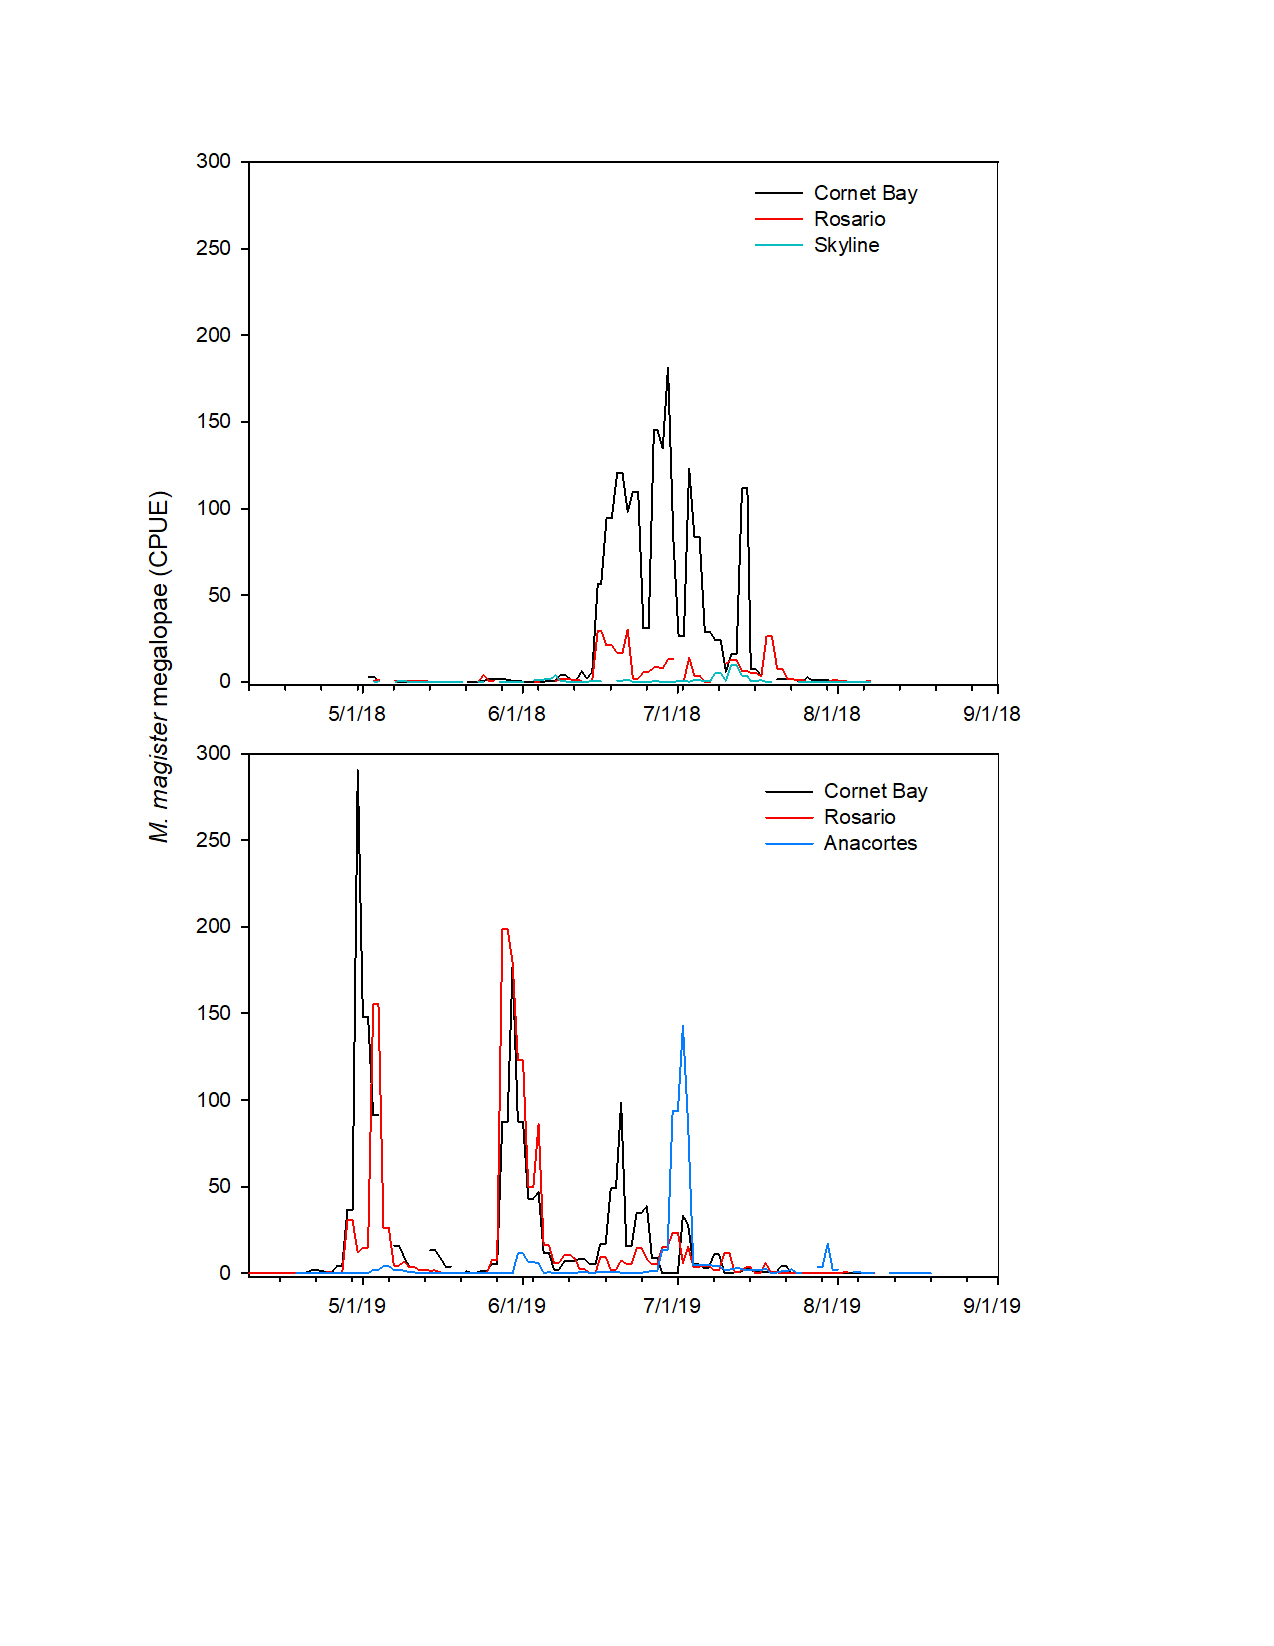 300
250
200
150
100
50
0
Cornet Bay
Rosario
Skyline
5/1/18 6/1/18 7/1/18 8/1/18 9/1/18
M. magister megalopae (CPUE)
300
250
200
150
100
50
0
Cornet Bay
Rosario
Anacortes
5/1/19 6/1/19 7/1/19 8/1/19 9/1/19